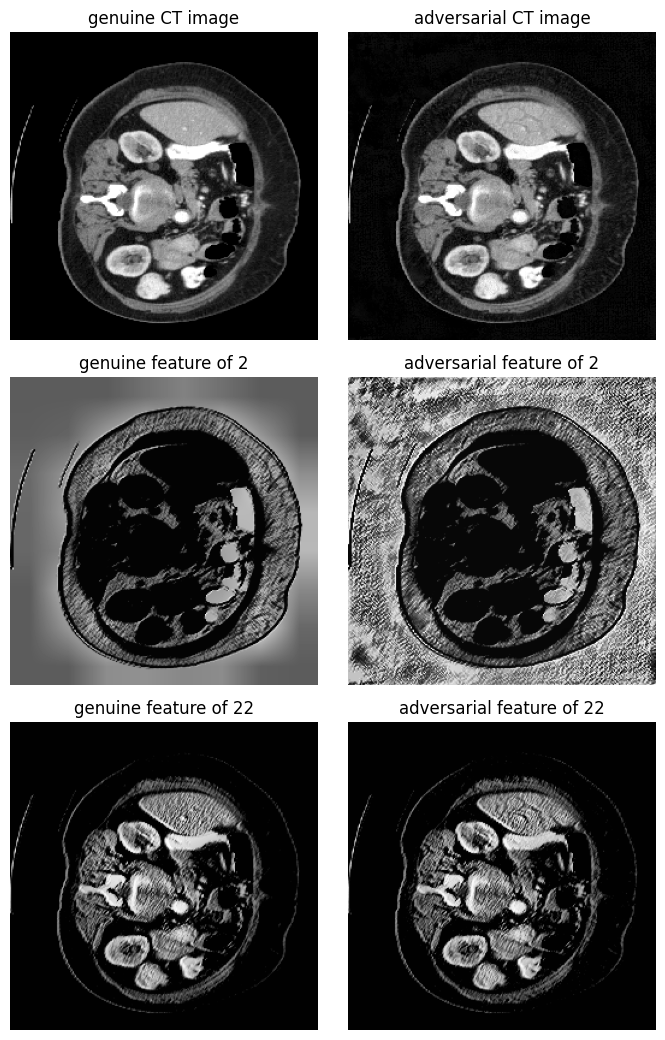 genuine CT image
adversarial CT image
genuine feature of 2
adversarial feature of 2
genuine feature of 22
adversarial feature of 22